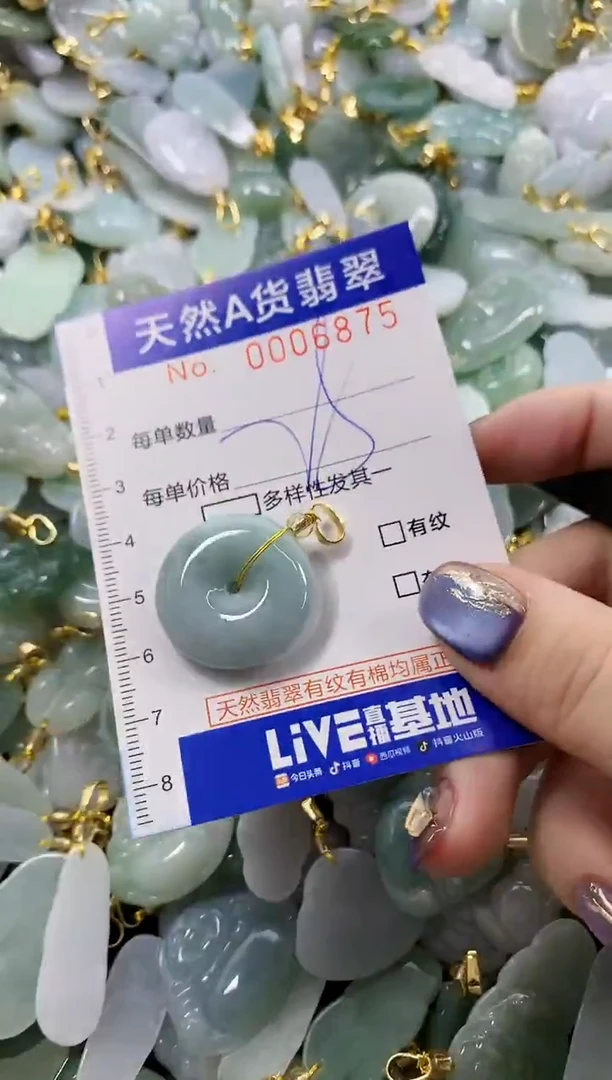 天然A货翡翠
No. 0006875
1
2
每单数量
3
每单价格
多样性发其一
4
有纹
5
6
天然翡翠有纹有棉均属正
7
LiVE直播基地
今日头条 抖音 西瓜视频 抖音火山版
8